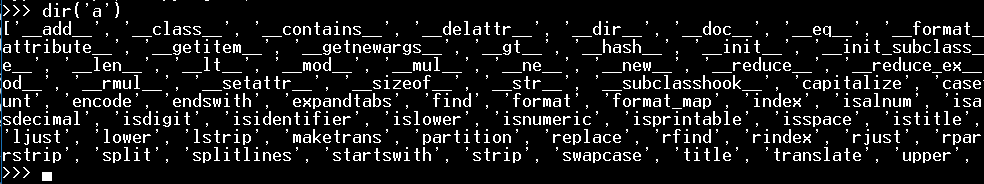 >>> dir('a')
['__add__', '__class__', '__contains__', '__delattr__', '__dir__', '__doc__', '__eq__', '__format_
attribute__', '__getitem__', '__getnewargs__', '__gt__', '__hash__', '__init__', '__init_subclass_
e__', '__len__', '__lt__', '__mod__', '__mul__', '__ne__', '__new__', '__reduce__', '__reduce_ex__
od__', '__rmul__', '__setattr__', '__sizeof__', '__str__', '__subclasshook__', 'capitalize', 'case
unt', 'encode', 'endswith', 'expandtabs', 'find', 'format', 'format_map', 'index', 'isalnum', 'isa
sdecimal', 'isdigit', 'isidentifier', 'islower', 'isnumeric', 'isprintable', 'isspace', 'istitle',
'ljust', 'lower', 'lstrip', 'maketrans', 'partition', 'replace', 'rfind', 'rindex', 'rjust', 'rpar
rstrip', 'split', 'splitlines', 'startswith', 'strip', 'swapcase', 'title', 'translate', 'upper',
>>>